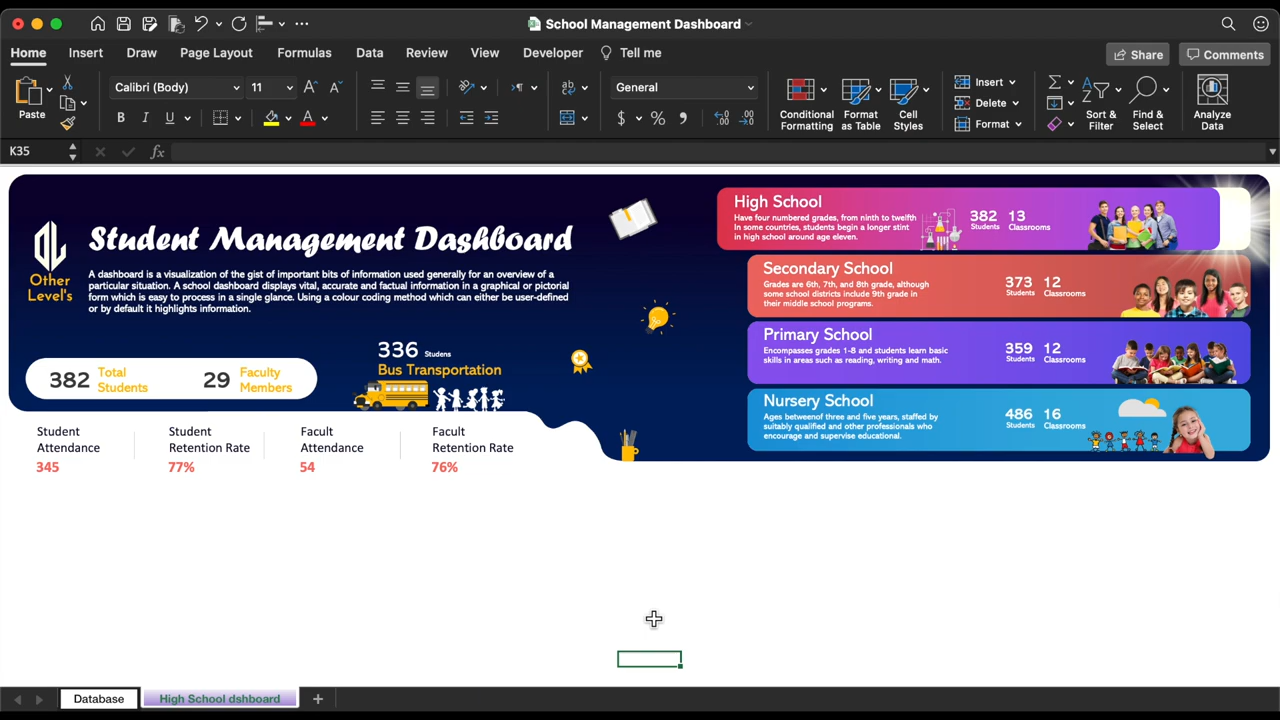 School Management Dashboard
Home Insert Draw Page Layout Formulas Data Review View Developer Tell me
Share Comments
Paste
Calibri (Body) 11
B I U
A
General
$ %
Conditional Formatting
Format as Table
Cell Styles
Insert
Delete
Format
Sort & Filter
Find & Select
Analyze Data
K35
fx
Other
Level's
Student Management Dashboard
A dashboard is a visualization of the gist of important bits of information used generally for an overview of a
particular situation. A school dashboard displays vital, accurate and factual information in a graphical or pictorial
form which is easy to process in a single glance. Using a colour coding method which can either be user-defined
or by default it highlights information.
382 Total Students
29 Faculty Members
336 Studens
Bus Transportation
High School
Have four numbered grades, from ninth to twelfth
In some countries, students begin a longer stint
in high school around age eleven.
382 13
Students Classrooms
Secondary School
Grades are 6th, 7th, and 8th grade, although
some school districts include 9th grade in
their middle school programs.
373 12
Students Classrooms
Primary School
Encompasses grades 1-8 and students learn basic
skills in areas such as reading, writing and math.
359 12
Students Classrooms
Nursery School
Ages betweenof three and five years, staffed by
suitably qualified and other professionals who
encourage and supervise educational.
486 16
Students Classrooms
Student
Attendance
345
Student
Retention Rate
77%
Facult
Attendance
54
Facult
Retention Rate
76%
Database
High School dshboard